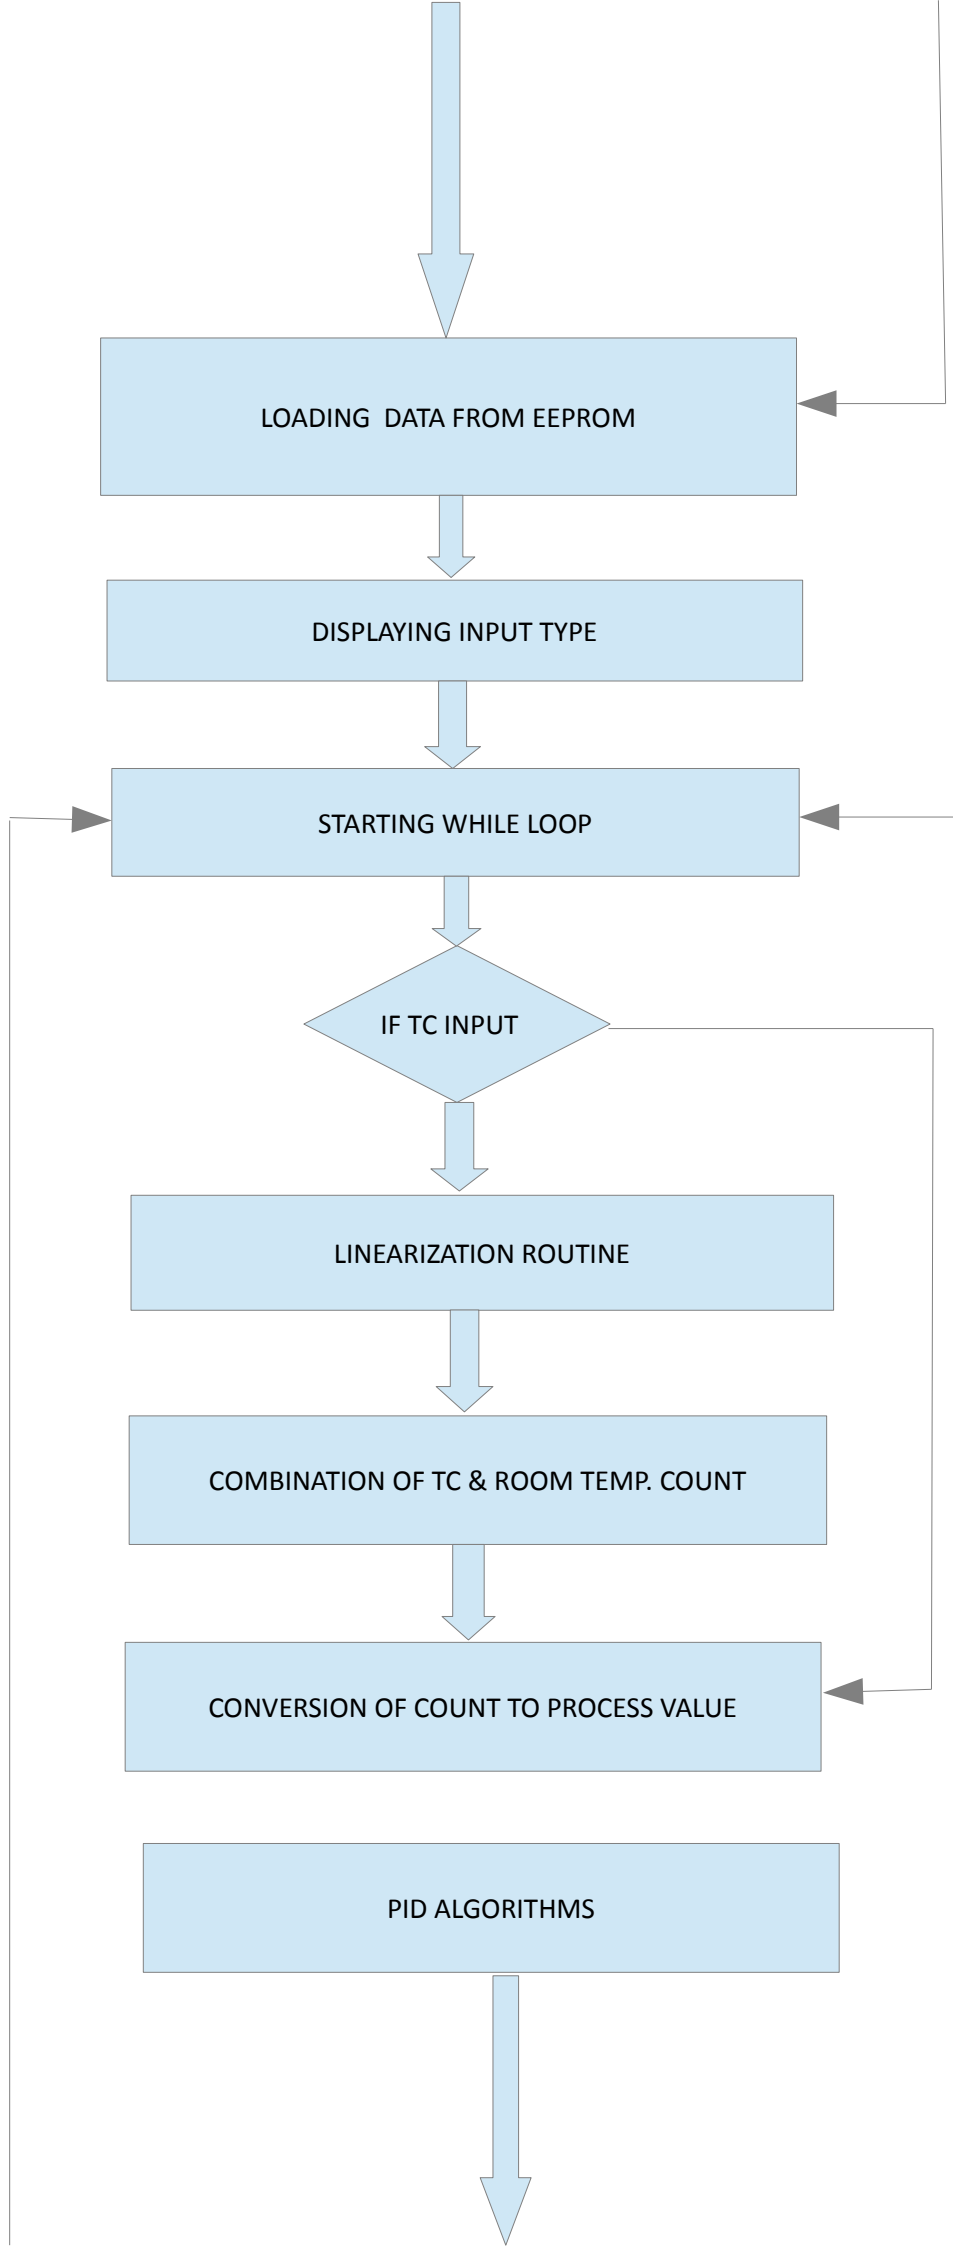 LOADING  DATA FROM EEPROM
DISPLAYING INPUT TYPE
STARTING WHILE LOOP
IF TC INPUT
LINEARIZATION ROUTINE
COMBINATION OF TC & ROOM TEMP. COUNT
CONVERSION OF COUNT TO PROCESS VALUE
PID ALGORITHMS